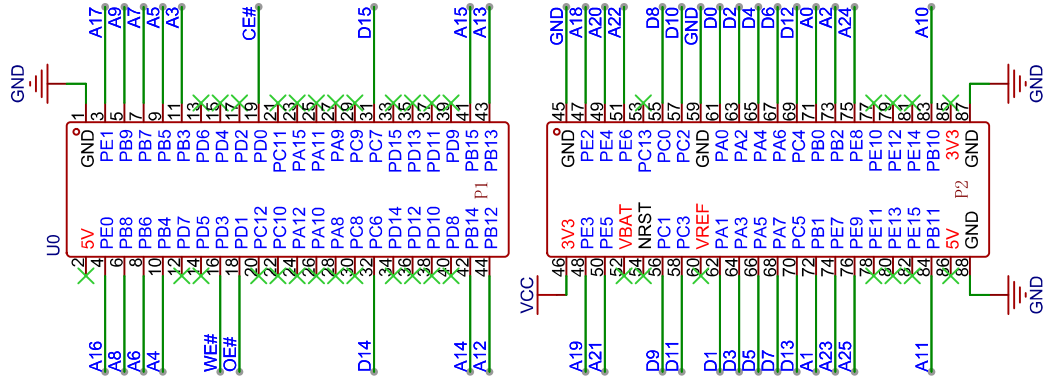 A17 A9 A7 A5 A3 CE# D15 A15 A13
GND
1 3 5 7 9 11 13 15 17 19 21 23 25 27 29 31 33 35 37 39 41 43
GND PE1 PB9 PB7 PB5 PB3 PD6 PD4 PD2 PD0 PC11 PA15 PA11 PA9 PC9 PC7 PD15 PD13 PD11 PD9 PB15 PB13
P1
U0
5V PE0 PB8 PB6 PB4 PD7 PD5 PD3 PD1 PC12 PC10 PA12 PA10 PA8 PC8 PC6 PD14 PD12 PD10 PD8 PB14 PB12
2 4 6 8 10 12 14 16 18 20 22 24 26 28 30 32 34 36 38 40 42 44
A16 A8 A6 A4 WE# OE# D14 A14 A12
GND A18 A20 A22 D8 D10 GND D0 D2 D4 D6 D12 A0 A2 A24 A10
GND
45 47 49 51 53 55 57 59 61 63 65 67 69 71 73 75 77 79 81 83 85 87
GND PE2 PE4 PE6 PC13 PC0 PC2 GND PA0 PA2 PA4 PA6 PC4 PB0 PB2 PE8 PE10 PE12 PE14 PB10 3V3 GND
P2
3V3 PE3 PE5 VBAT NRST PC1 PC3 VREF PA1 PA3 PA5 PA7 PC5 PB1 PE7 PE9 PE11 PE13 PE15 PB11 5V GND
46 48 50 52 54 56 58 60 62 64 66 68 70 72 74 76 78 80 82 84 86 88
VCC
GND
A19 A21 D9 D11 D1 D3 D5 D7 D13 A1 A23 A25 A11